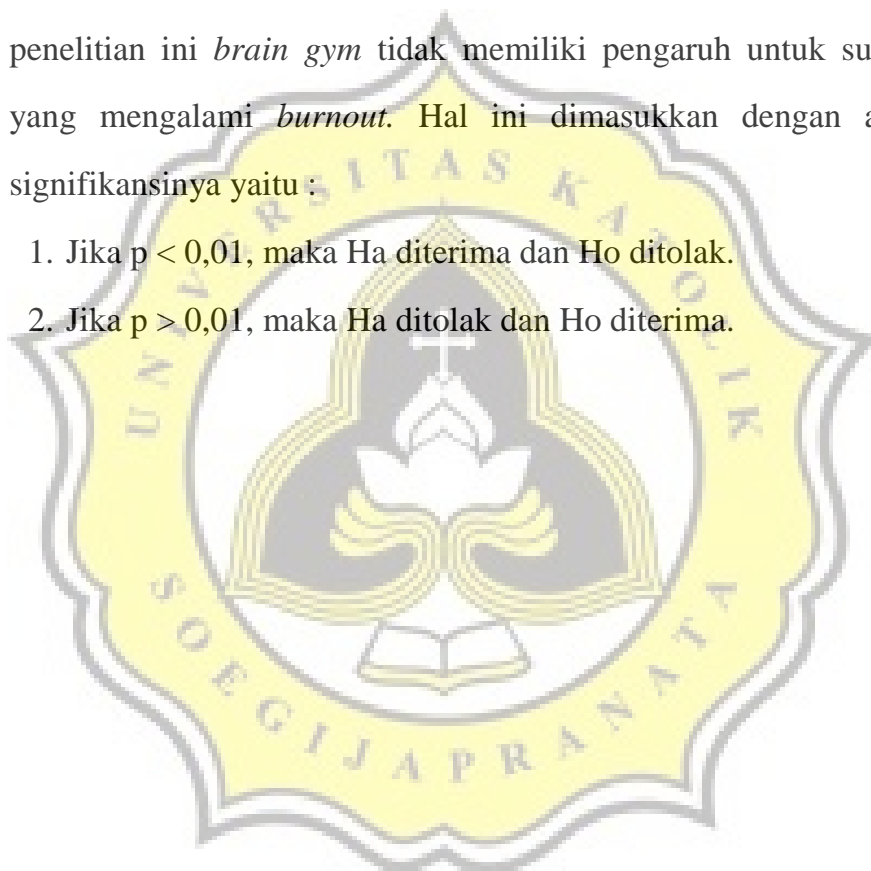 penelitian ini brain gym tidak memiliki pengaruh untuk su
yang mengalami burnout. Hal ini dimasukkan dengan a
signifikansinya yaitu :
1. Jika p < 0,01, maka Ha diterima dan Ho ditolak.
2. Jika p > 0,01, maka Ha ditolak dan Ho diterima.
UNIVERSITAS KATOLIK
SOEGIJAPRANATA